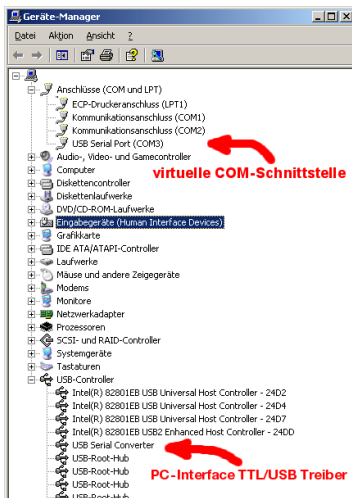 Geräte-Manager
Datei Aktion Ansicht ?
Anschlüsse (COM und LPT)
ECP-Druckeranschluss (LPT1)
Kommunikationsanschluss (COM1)
Kommunikationsanschluss (COM2)
USB Serial Port (COM3)
Audio-, Video- und Gamecontroller
Computer
virtuelle COM-Schnittstelle
Diskettencontroller
Diskettenlaufwerke
DVD/CD-ROM-Laufwerke
Eingabegeräte (Human Interface Devices)
Grafikkarte
IDE ATA/ATAPI-Controller
Laufwerke
Mäuse und andere Zeigegeräte
Modems
Monitore
Netzwerkadapter
Prozessoren
SCSI- und RAID-Controller
Systemgeräte
Tastaturen
USB-Controller
Intel(R) 82801EB USB Universal Host Controller - 24D2
Intel(R) 82801EB USB Universal Host Controller - 24D4
Intel(R) 82801EB USB Universal Host Controller - 24D7
Intel(R) 82801EB USB2 Enhanced Host Controller - 24DD
USB Serial Converter
USB-Root-Hub
USB-Root-Hub
PC-Interface TTL/USB Treiber
USB-Root-Hub
USB-Root-Hub